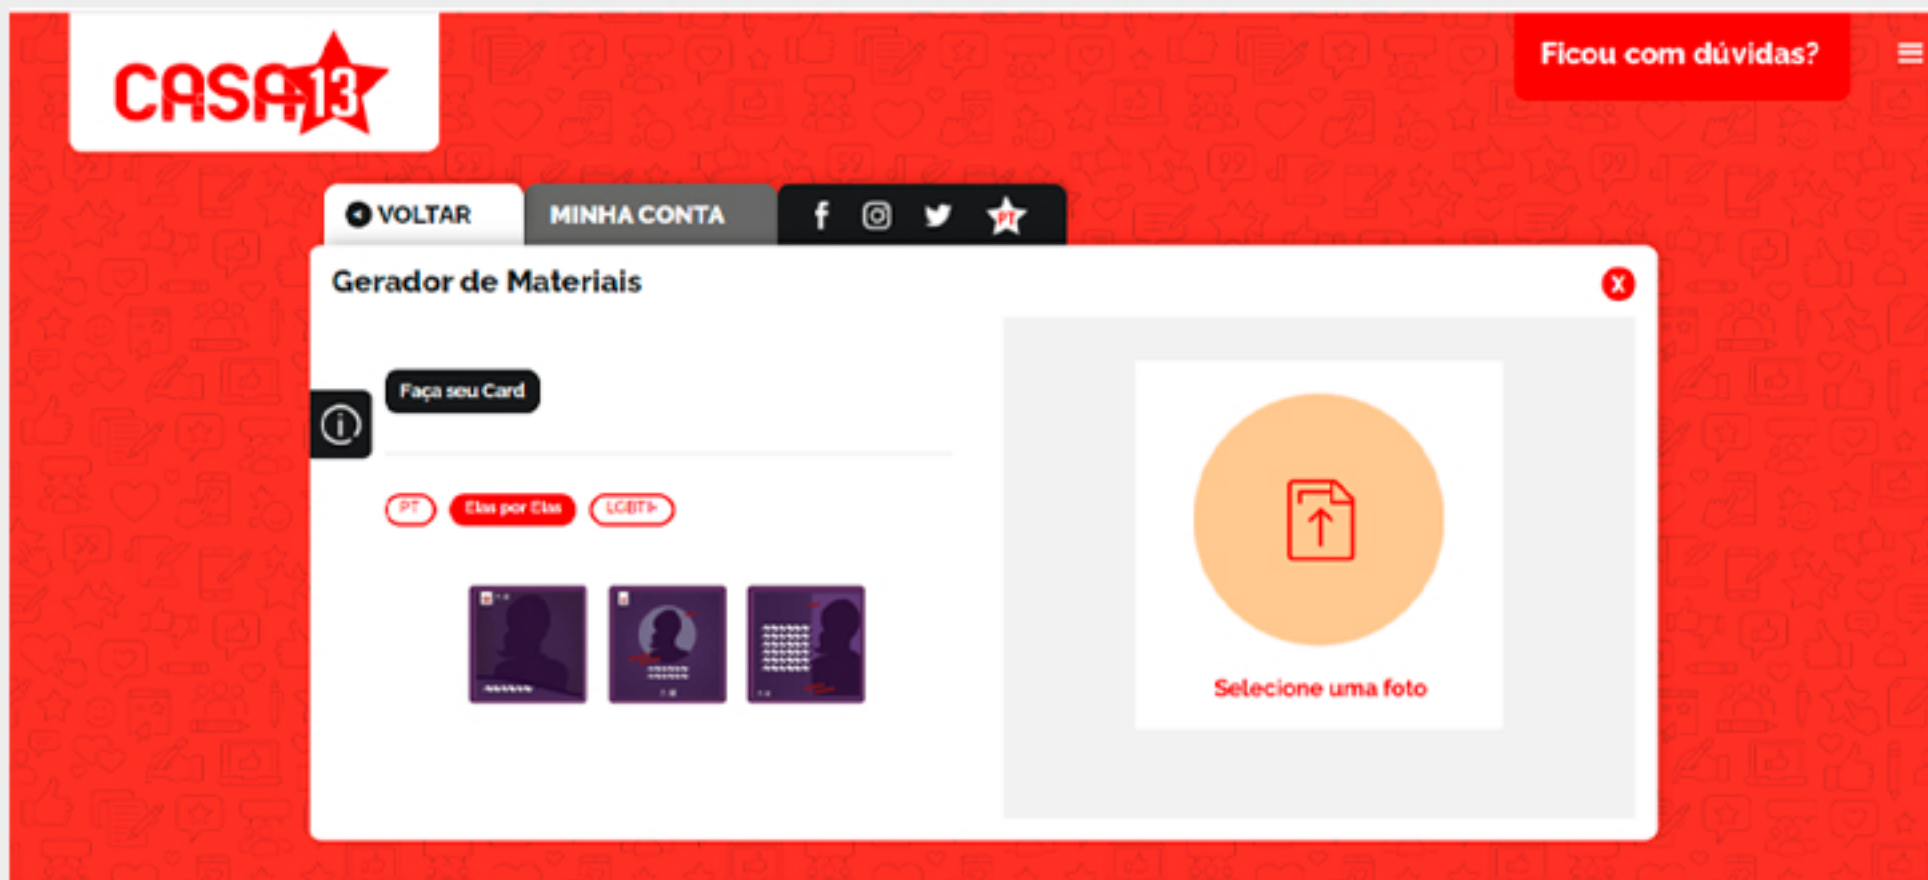 CASA 13
Ficou com dúvidas?
VOLTAR
MINHA CONTA
PT
Gerador de Materiais
X
Faça seu Card
PT
Elas por Elas
Selecione uma foto